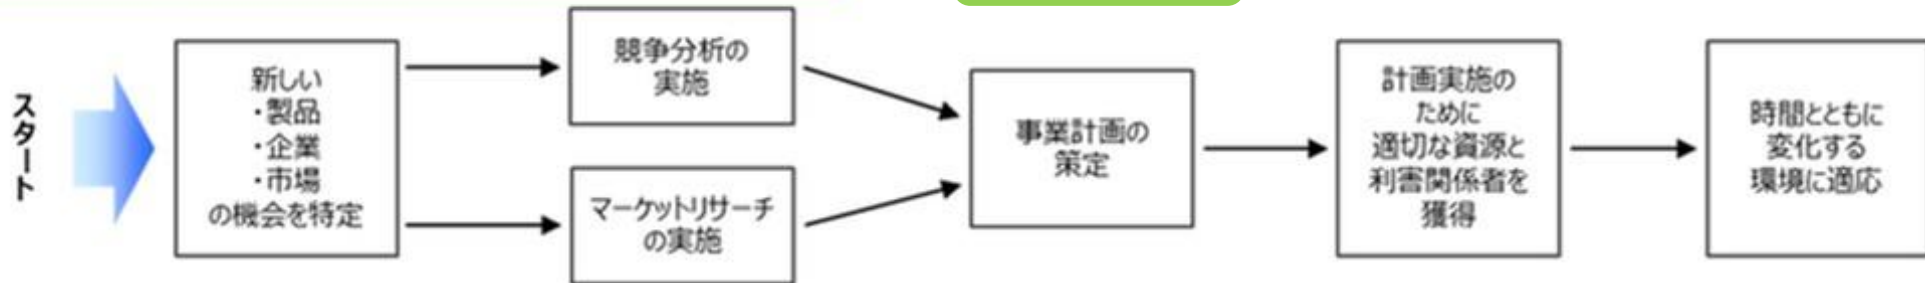 スタート
新しい
・製品
・企業
・市場
の機会を特定
競争分析の
実施
マーケットリサーチ
の実施
事業計画の
策定
計画実施の
ために
適切な資源と
利害関係者を
獲得
時間とともに
変化する
環境に適応